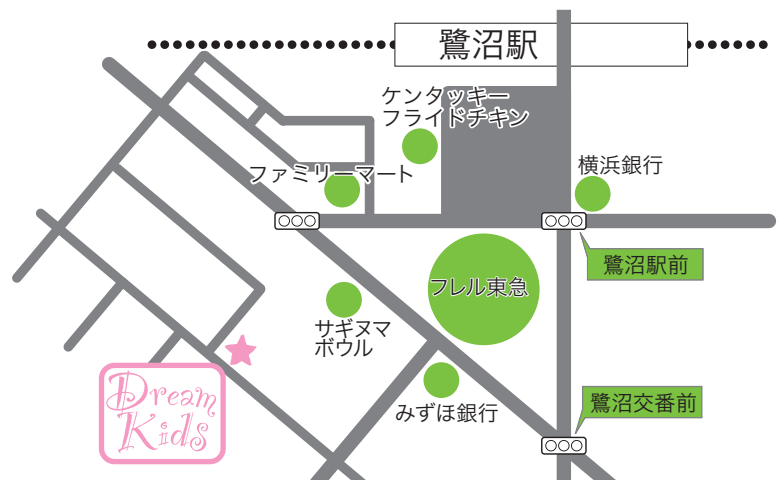 鷺沼駅
ケンタッキー
フライドチキン
横浜銀行
ファミリーマート
鷺沼駅前
フレル東急
サギヌマ
ボウル
Dream
Kids
みずほ銀行
鷺沼交番前